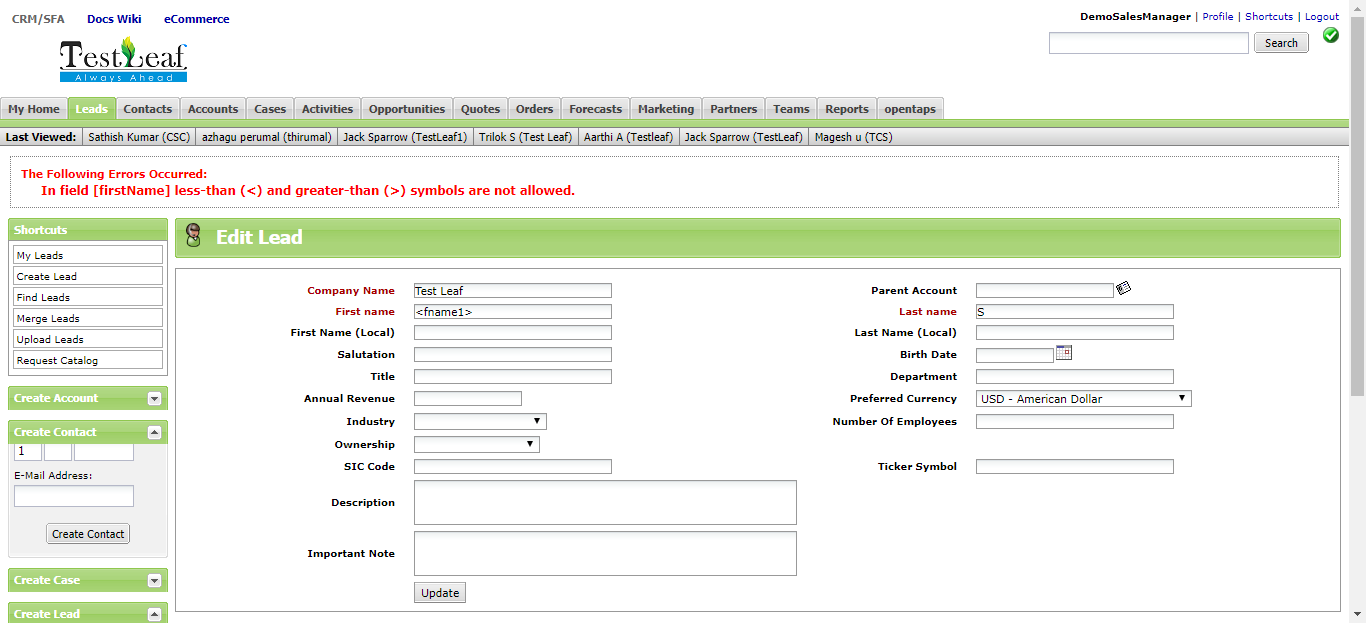 CRM/SFA Docs Wiki eCommerce
DemoSalesManager | Profile | Shortcuts | Logout
TestLeaf
Always Ahead
Search
My Home Leads Contacts Accounts Cases Activities Opportunities Quotes Orders Forecasts Marketing Partners Teams Reports opentaps
Last Viewed: Sathish Kumar (CSC) azhagu perumal (thirumal) Jack Sparrow (TestLeaf1) Trilok S (Test Leaf) Aarthi A (Testleaf) Jack Sparrow (TestLeaf) Magesh u (TCS)
The Following Errors Occurred:
In field [firstName] less-than (<) and greater-than (>) symbols are not allowed.
Shortcuts
My Leads
Create Lead
Find Leads
Merge Leads
Upload Leads
Request Catalog
Create Account
Create Contact
1
E-Mail Address:
Create Contact
Create Case
Create Lead
Edit Lead
Company Name Test Leaf Parent Account
First name <fname1> Last name S
First Name (Local) Last Name (Local)
Salutation Birth Date
Title Department
Annual Revenue Preferred Currency USD - American Dollar
Industry Number Of Employees
Ownership
SIC Code Ticker Symbol
Description
Important Note
Update